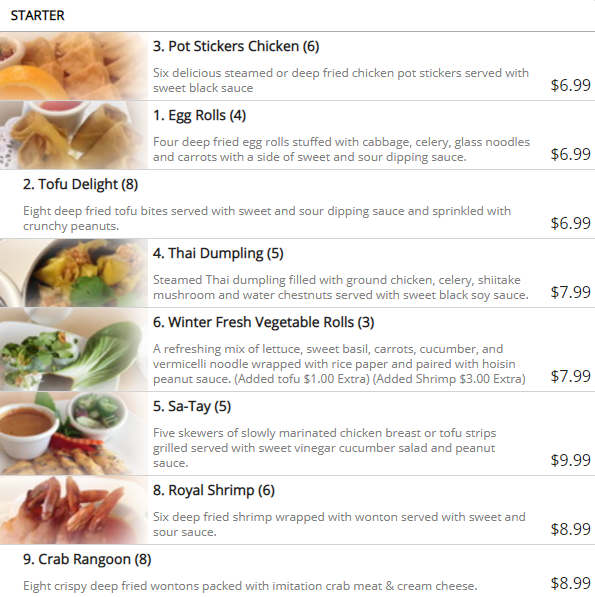 STARTER
3. Pot Stickers Chicken (6)
Six delicious steamed or deep fried chicken pot stickers served with
sweet black sauce
$6.99
1. Egg Rolls (4)
Four deep fried egg rolls stuffed with cabbage, celery, glass noodles
and carrots with a side of sweet and sour dipping sauce.
$6.99
2. Tofu Delight (8)
Eight deep fried tofu bites served with sweet and sour dipping sauce and sprinkled with
crunchy peanuts.
$6.99
4. Thai Dumpling (5)
Steamed Thai dumpling filled with ground chicken, celery, shiitake
mushroom and water chestnuts served with sweet black soy sauce.
$7.99
6. Winter Fresh Vegetable Rolls (3)
A refreshing mix of lettuce, sweet basil, carrots, cucumber, and
vermicelli noodle wrapped with rice paper and paired with hoisin
peanut sauce. (Added tofu $1.00 Extra) (Added Shrimp $3.00 Extra)
$7.99
5. Sa-Tay (5)
Five skewers of slowly marinated chicken breast or tofu strips
grilled served with sweet vinegar cucumber salad and peanut
sauce.
$9.99
8. Royal Shrimp (6)
Six deep fried shrimp wrapped with wonton served with sweet and
sour sauce.
$8.99
9. Crab Rangoon (8)
Eight crispy deep fried wontons packed with imitation crab meat & cream cheese.
$8.99